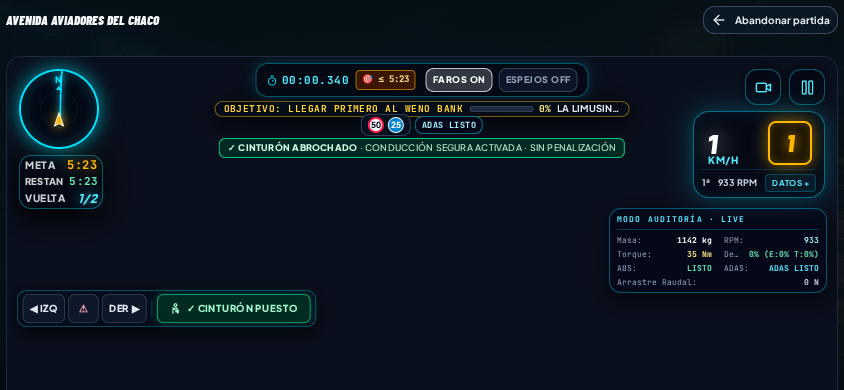 AVENIDA AVIADORES DEL CHACO
Abandonar partida
N
00:00.340
≤ 5:23
FAROS ON
ESPEJOS OFF
OBJETIVO: LLEGAR PRIMERO AL WENO BANK 0% LA LIMUSIN…
50 25 ADAS LISTO
✓ CINTURÓN ABROCHADO · CONDUCCIÓN SEGURA ACTIVADA · SIN PENALIZACIÓN
META 5:23
RESTAN 5:23
VUELTA 1/2
1 KM/H
1
1ª 933 RPM DATOS +
MODO AUDITORÍA · LIVE
Masa: 1142 kg RPM: 933
Torque: 35 Nm De… 0% (E:0% T:0%)
ABS: LISTO ADAS: ADAS LISTO
Arrastre Raudal: 0 N
◀ IZQ ⚠ DER ▶ ✓ CINTURÓN PUESTO